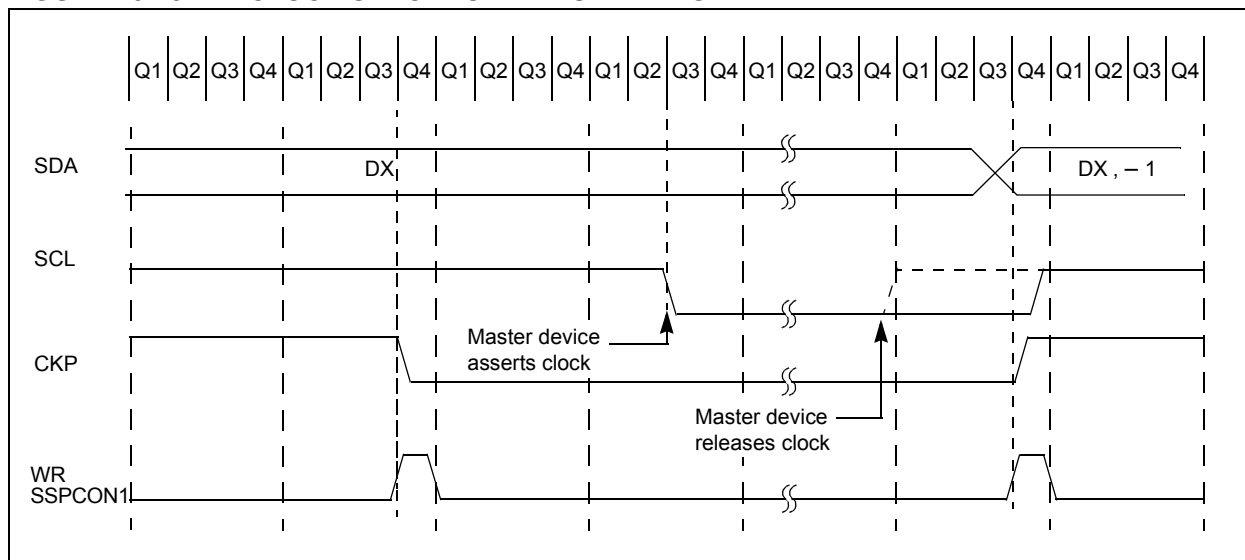 Q1 Q2 Q3 Q4 Q1 Q2 Q3 Q4 Q1 Q2 Q3 Q4 Q1 Q2 Q3 Q4 Q1 Q2 Q3 Q4 Q1 Q2 Q3 Q4 Q1 Q2 Q3 Q4
SDA
DX
DX , – 1
SCL
Master device
asserts clock
CKP
Master device
releases clock
WR
SSPCON1